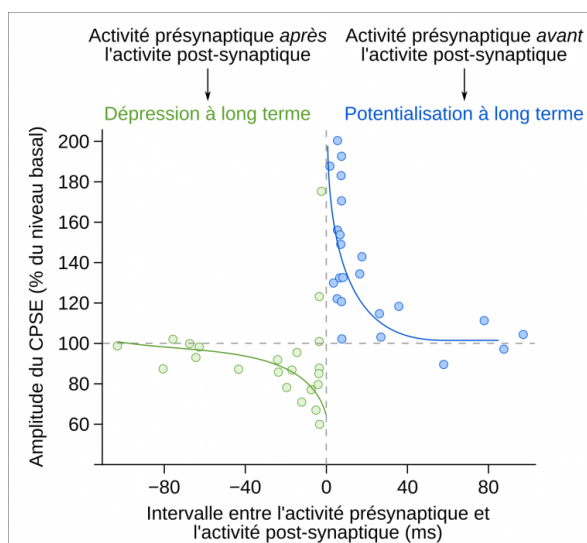 Activité présynaptique après
l'activite post-synaptique
Activité présynaptique avant
l'activité post-synaptique
Dépression à long terme
Potentialisation à long terme
Amplitude du CPSE (% du niveau basal)
200
180
160
140
120
100
80
60
−80
−40
0
40
80
Intervalle entre l'activité présynaptique et
l'activité post-synaptique (ms)